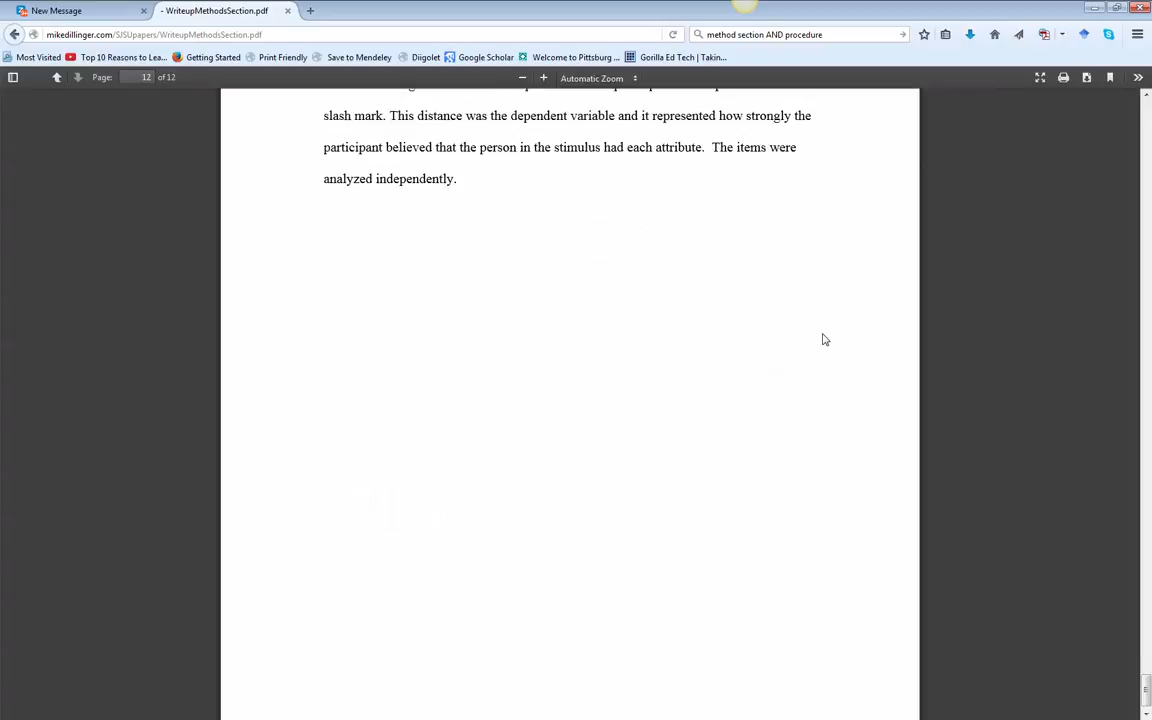 New Message
- WriteupMethodsSection.pdf
mikedillinger.com/SJSUpapers/WriteupMethodsSection.pdf
method section AND procedure
Most Visited
Top 10 Reasons to Lea...
Getting Started
Print Friendly
Save to Mendeley
Diigolet
Google Scholar
Welcome to Pittsburg ...
Gorilla Ed Tech | Takin...
Page: 12 of 12
Automatic Zoom
slash mark. This distance was the dependent variable and it represented how strongly the
participant believed that the person in the stimulus had each attribute. The items were
analyzed independently.